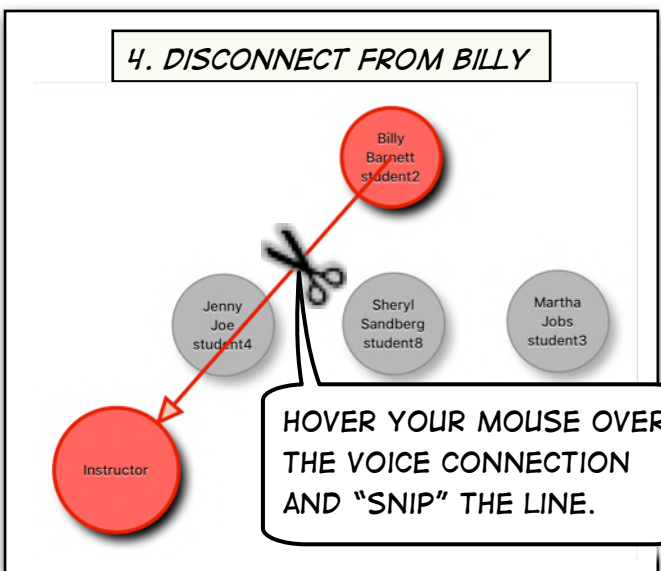 4. DISCONNECT FROM BILLY
Billy
Barnett
student2
Jenny
Joe
student4
Sheryl
Sandberg
student8
Martha
Jobs
student3
Instructor
HOVER YOUR MOUSE OVER
THE VOICE CONNECTION
AND “SNIP” THE LINE.